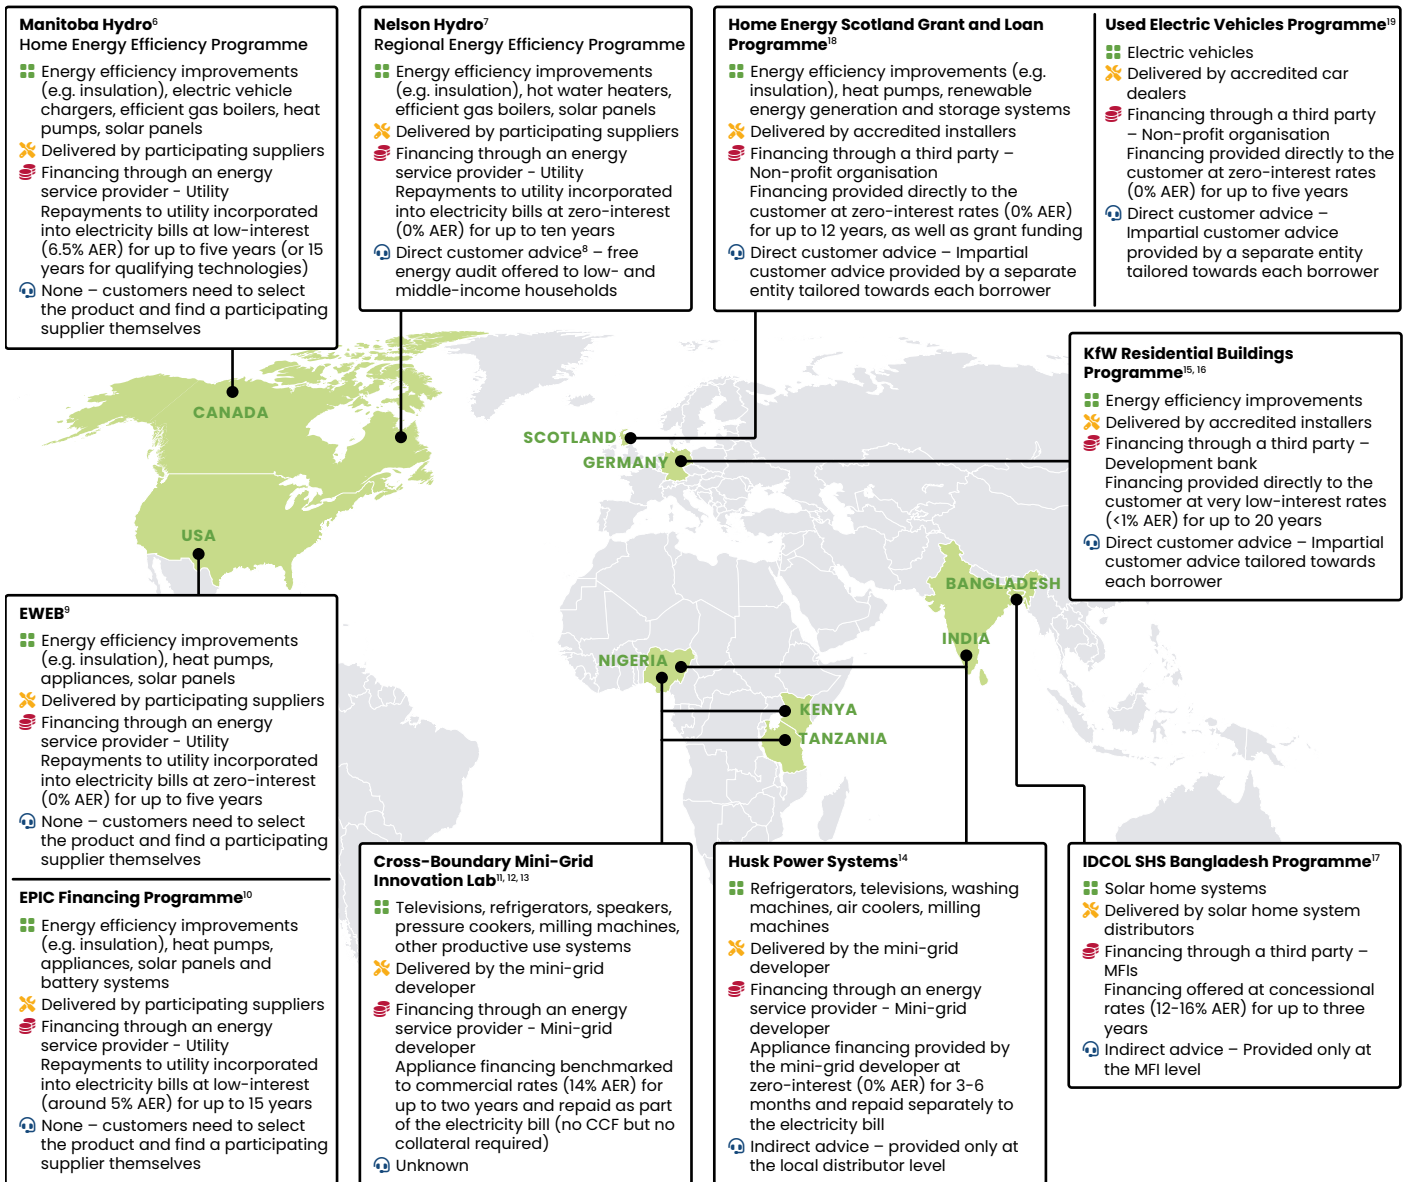 Manitoba Hydro⁶
Home Energy Efficiency Programme
Energy efficiency improvements
(e.g. insulation), electric vehicle
chargers, efficient gas boilers, heat
pumps, solar panels
Delivered by participating suppliers
Financing through an energy
service provider - Utility
Repayments to utility incorporated
into electricity bills at low-interest
(6.5% AER) for up to five years (or 15
years for qualifying technologies)
None – customers need to select
the product and find a participating
supplier themselves
Nelson Hydro⁷
Regional Energy Efficiency Programme
Energy efficiency improvements
(e.g. insulation), hot water heaters,
efficient gas boilers, solar panels
Delivered by participating suppliers
Financing through an energy
service provider - Utility
Repayments to utility incorporated
into electricity bills at zero-interest
(0% AER) for up to ten years
Direct customer advice⁸ – free
energy audit offered to low- and
middle-income households
Home Energy Scotland Grant and Loan
Programme¹⁸
Energy efficiency improvements (e.g.
insulation), heat pumps, renewable
energy generation and storage systems
Delivered by accredited installers
Financing through a third party –
Non-profit organisation
Financing provided directly to the
customer at zero-interest rates (0% AER)
for up to 12 years, as well as grant funding
Direct customer advice – Impartial
customer advice provided by a separate
entity tailored towards each borrower
Used Electric Vehicles Programme¹⁹
Electric vehicles
Delivered by accredited car
dealers
Financing through a third party
– Non-profit organisation
Financing provided directly to the
customer at zero-interest rates
(0% AER) for up to five years
Direct customer advice –
Impartial customer advice
provided by a separate entity
tailored towards each borrower
KfW Residential Buildings
Programme¹⁵, ¹⁶
Energy efficiency improvements
Delivered by accredited installers
Financing through a third party –
Development bank
Financing provided directly to the
customer at very low-interest rates
(<1% AER) for up to 20 years
Direct customer advice – Impartial
customer advice tailored towards
each borrower
CANADA
SCOTLAND
GERMANY
USA
BANGLADESH
INDIA
NIGERIA
KENYA
TANZANIA
EWEB⁹
Energy efficiency improvements
(e.g. insulation), heat pumps,
appliances, solar panels
Delivered by participating suppliers
Financing through an energy
service provider - Utility
Repayments to utility incorporated
into electricity bills at zero-interest
(0% AER) for up to five years
None – customers need to select
the product and find a participating
supplier themselves
EPIC Financing Programme¹⁰
Energy efficiency improvements
(e.g. insulation), heat pumps,
appliances, solar panels and
battery systems
Delivered by participating suppliers
Financing through an energy
service provider - Utility
Repayments to utility incorporated
into electricity bills at low-interest
(around 5% AER) for up to 15 years
None – customers need to select
the product and find a participating
supplier themselves
Cross-Boundary Mini-Grid
Innovation Lab¹¹, ¹², ¹³
Televisions, refrigerators, speakers,
pressure cookers, milling machines,
other productive use systems
Delivered by the mini-grid
developer
Financing through an energy
service provider - Mini-grid
developer
Appliance financing benchmarked
to commercial rates (14% AER) for
up to two years and repaid as part
of the electricity bill (no CCF but no
collateral required)
Unknown
Husk Power Systems¹⁴
Refrigerators, televisions, washing
machines, air coolers, milling
machines
Delivered by the mini-grid
developer
Financing through an energy
service provider - Mini-grid
developer
Appliance financing provided by
the mini-grid developer at
zero-interest (0% AER) for 3-6
months and repaid separately to
the electricity bill
Indirect advice – provided only at
the local distributor level
IDCOL SHS Bangladesh Programme¹⁷
Solar home systems
Delivered by solar home system
distributors
Financing through a third party –
MFIs
Financing offered at concessional
rates (12-16% AER) for up to three
years
Indirect advice – Provided only at
the MFI level